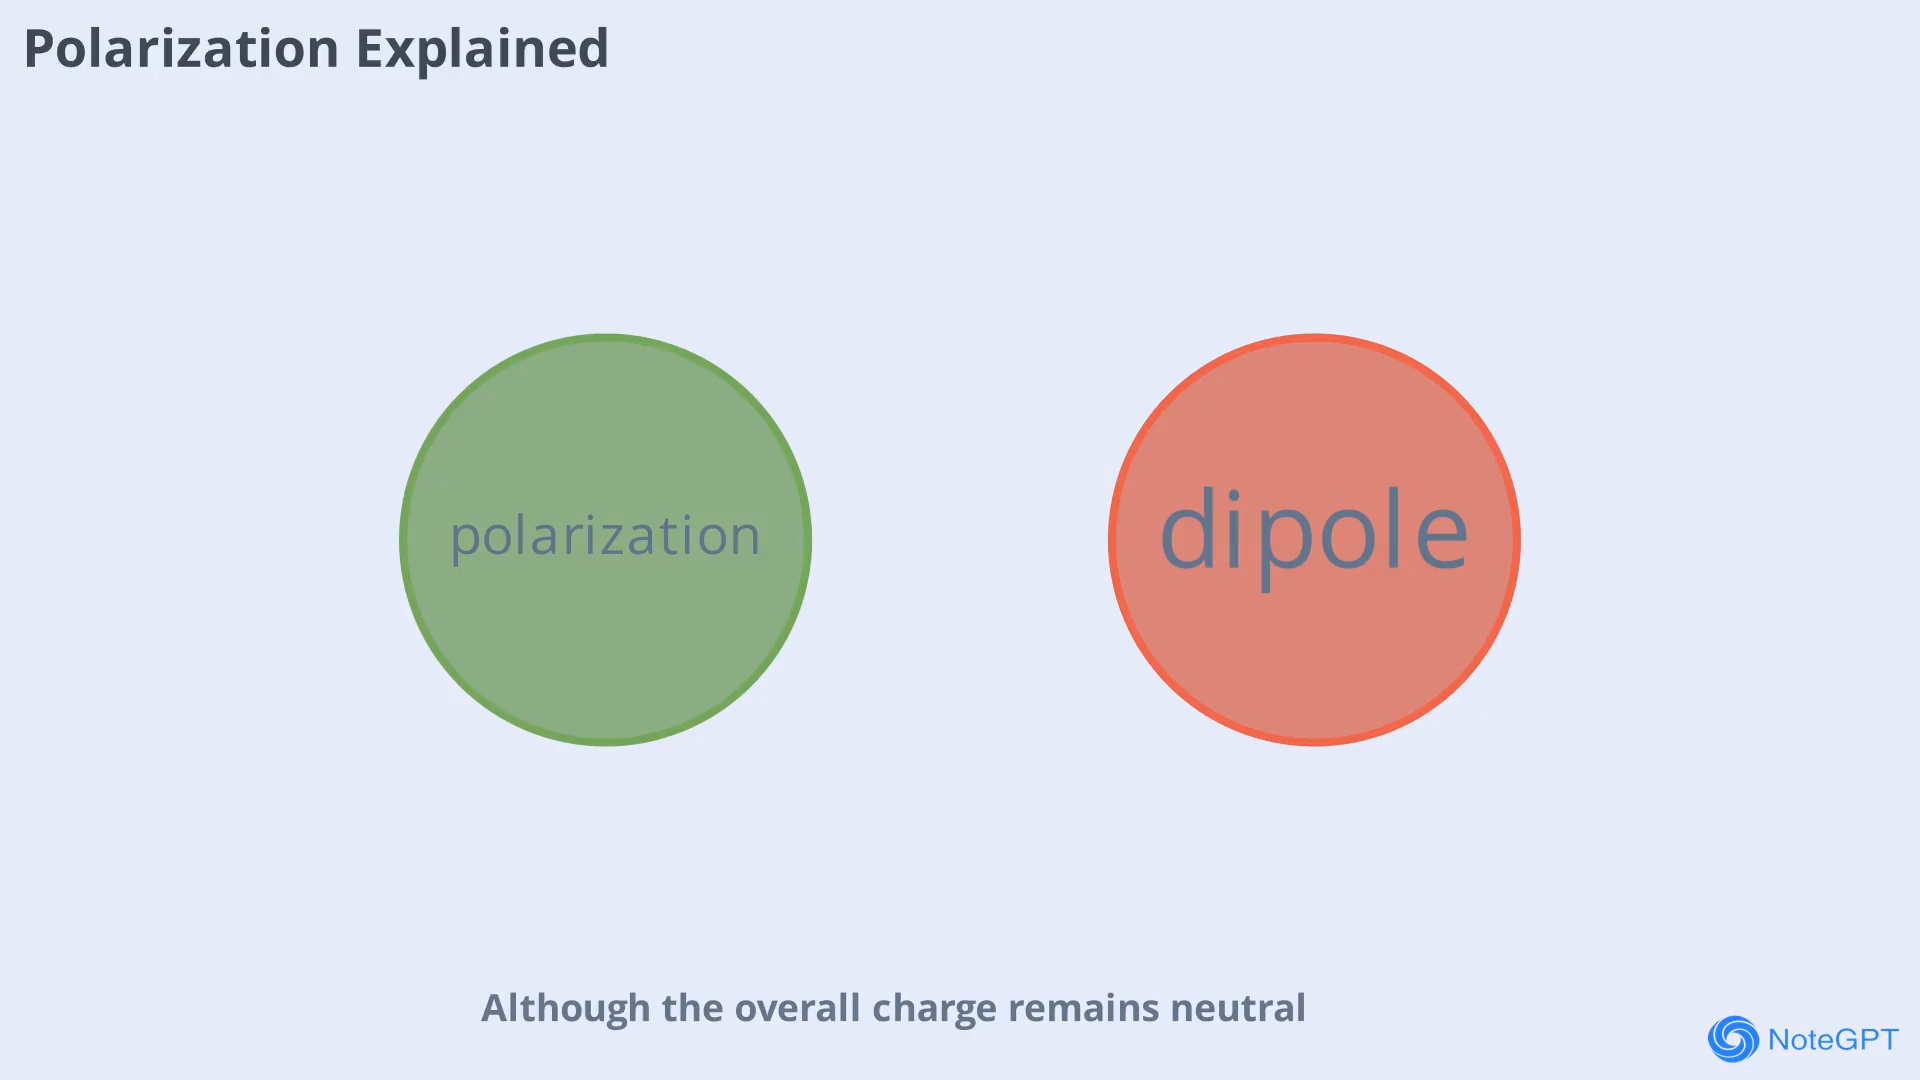 Polarization Explained
polarization
dipole
Although the overall charge remains neutral
NoteGPT